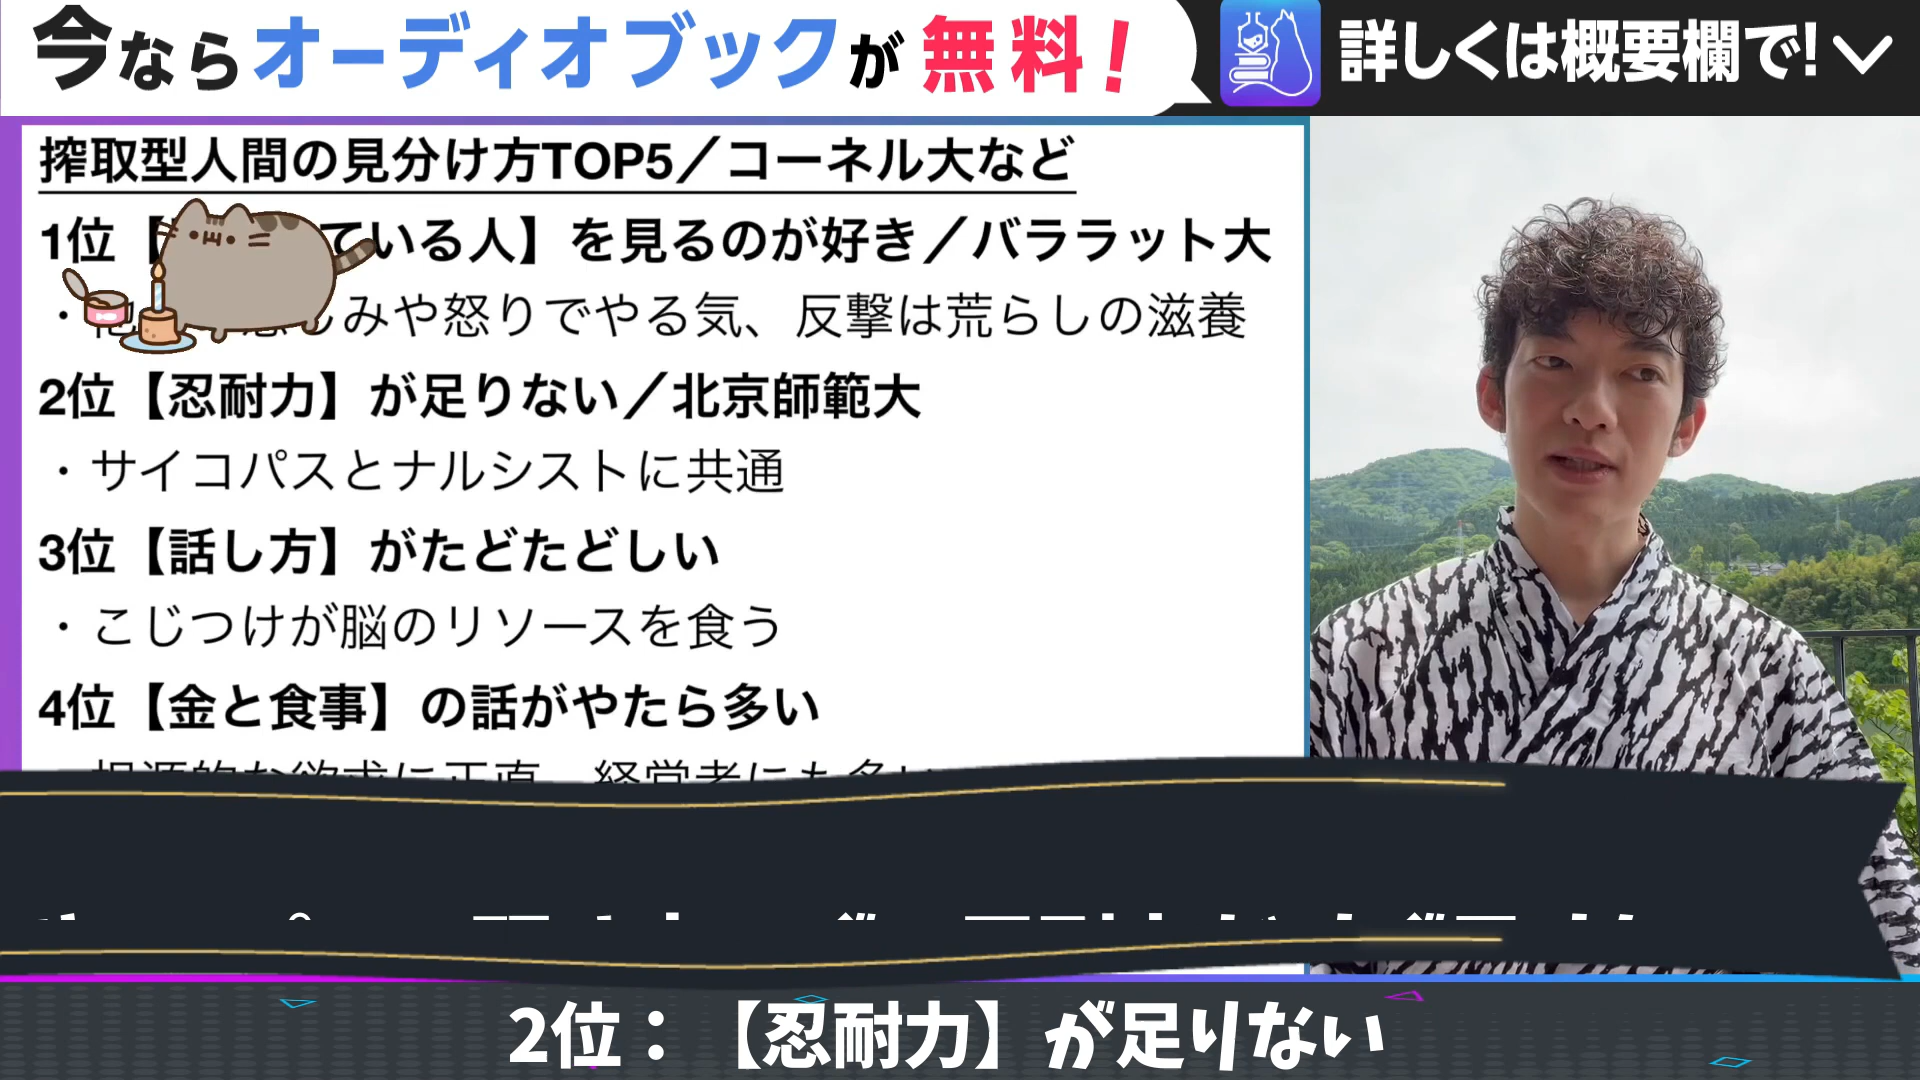 今ならオーディオブックが無料!
詳しくは概要欄で!
搾取型人間の見分け方TOP5／コーネル大など
1位【ている人】を見るのが好き／バララット大
・みや怒りでやる気、反撃は荒らしの滋養
2位【忍耐力】が足りない／北京師範大
・サイコパスとナルシストに共通
3位【話し方】がたどたどしい
・こじつけが脳のリソースを食う
4位【金と食事】の話がやたら多い
2位：【忍耐力】が足りない